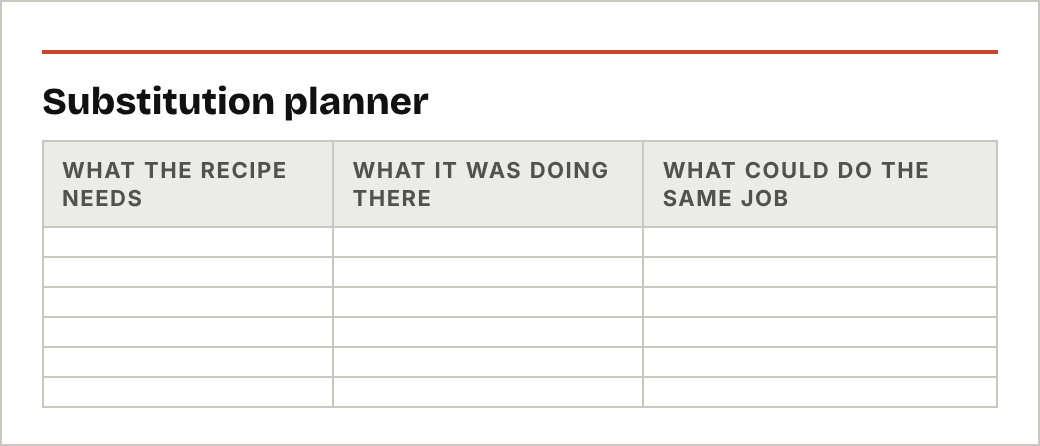 Substitution planner
WHAT THE RECIPE
NEEDS
WHAT IT WAS DOING
THERE
WHAT COULD DO THE
SAME JOB